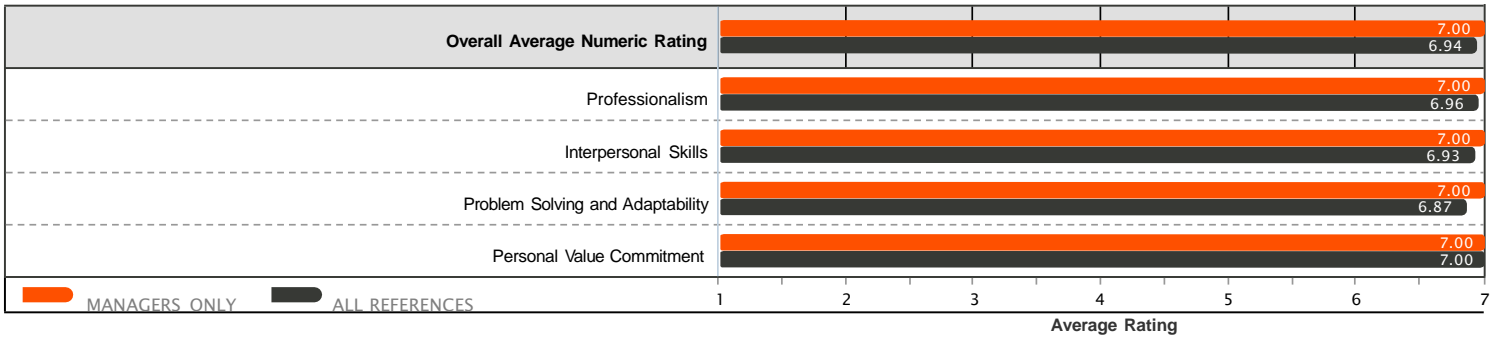 Overall Average Numeric Rating 7.00
6.94
Professionalism 7.00
6.96
Interpersonal Skills 7.00
6.93
Problem Solving and Adaptability 7.00
6.87
Personal Value Commitment 7.00
7.00
MANAGERS ONLY ALL REFERENCES 1 2 3 4 5 6 7
Average Rating